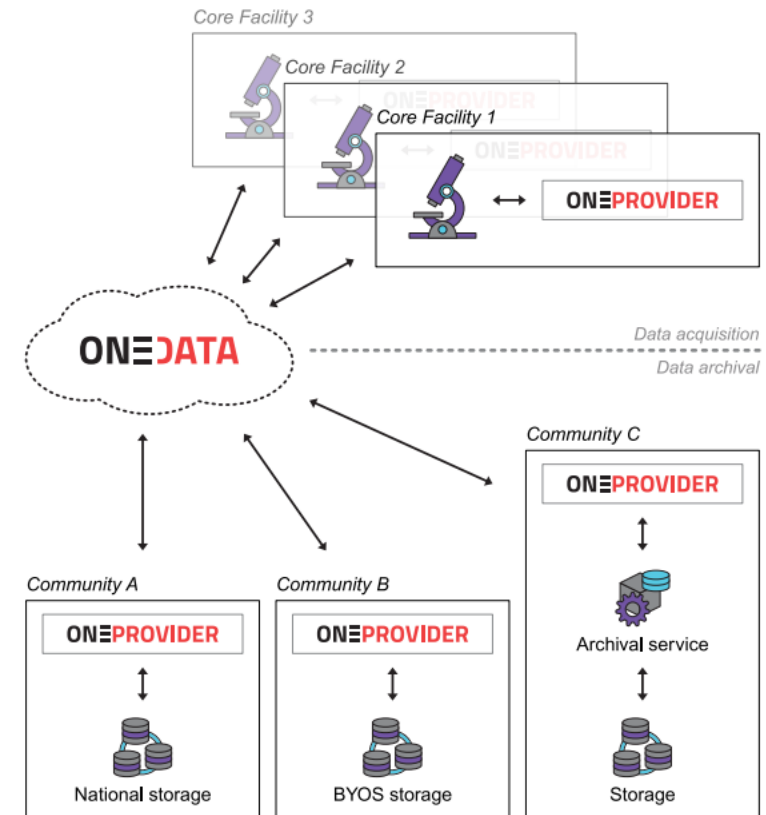 Core Facility 3
Core Facility 2
ONEPROVIDER
Core Facility 1
ONEPROVIDER
ONEPROVIDER
ONEDATA
Data acquisition
Data archival
Community C
ONEPROVIDER
Archival service
Storage
Community A
ONEPROVIDER
National storage
Community B
ONEPROVIDER
BYOS storage